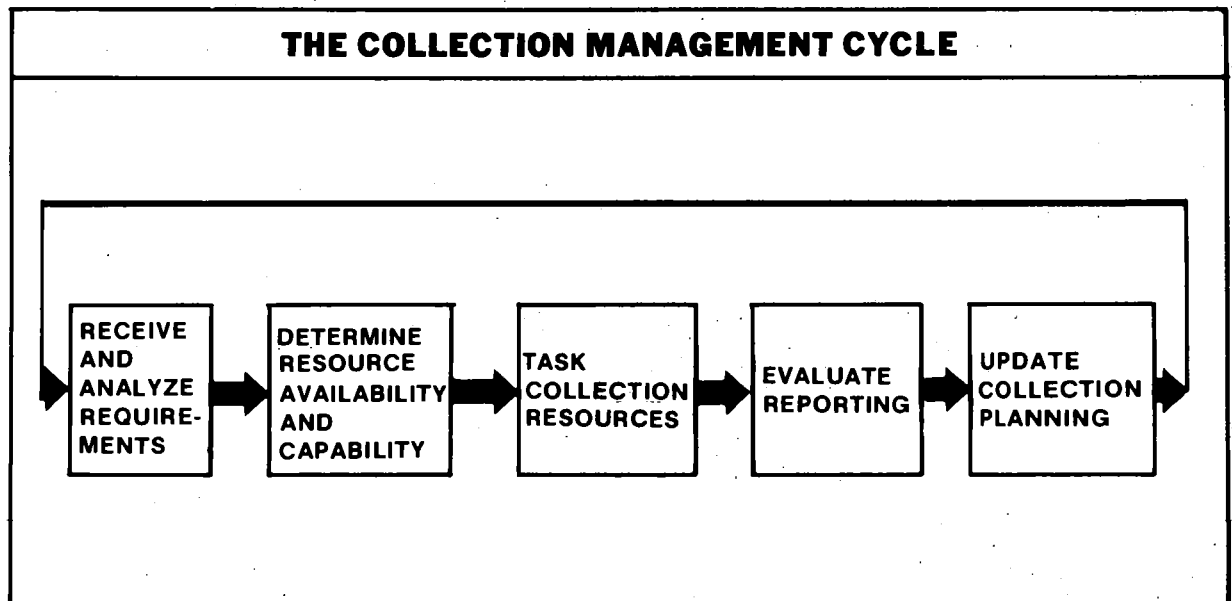 THE COLLECTION MANAGEMENT CYCLE
RECEIVE
AND
ANALYZE
REQUIRE-
MENTS
DETERMINE
RESOURCE
AVAILABILITY
AND
CAPABILITY
TASK
COLLECTION
RESOURCES
EVALUATE
REPORTING
UPDATE
COLLECTION
PLANNING